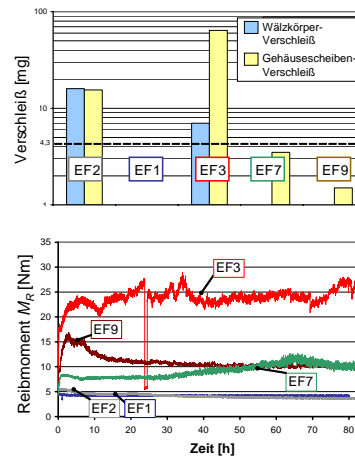 100
Wälzkörper-
Verschleiß
Gehäusescheiben-
Verschleiß
Verschleiß [mg]
10
4,3
EF2 EF1 EF3 EF7 EF9
1
35
30
25
20
15
10
5
0
Reibmoment M_R [Nm]
EF3
EF9
EF7
EF2 EF1
0 10 20 30 40 50 60 70 80
Zeit [h]